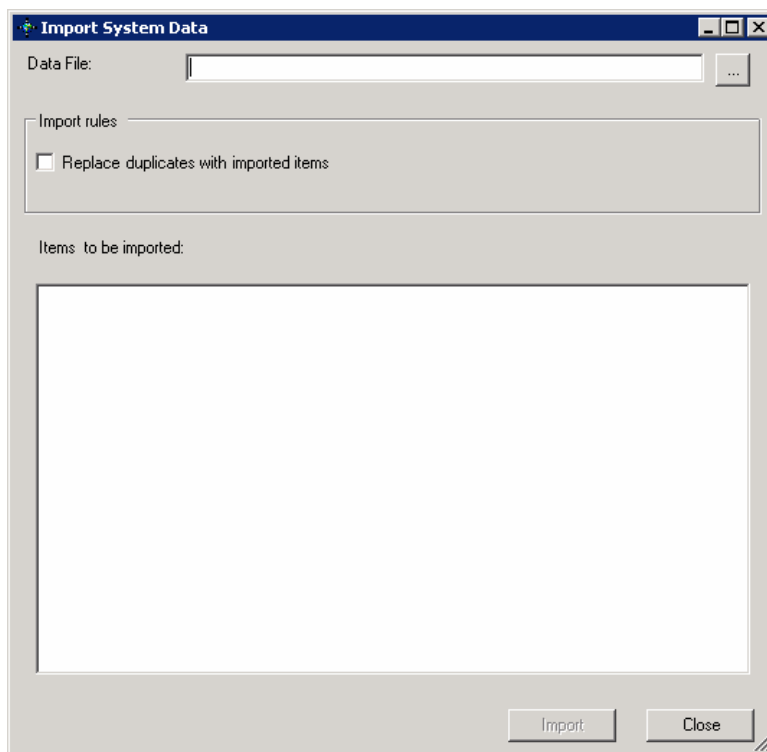 Import System Data
Data File:
...
Import rules
Replace duplicates with imported items
Items to be imported:
Import
Close